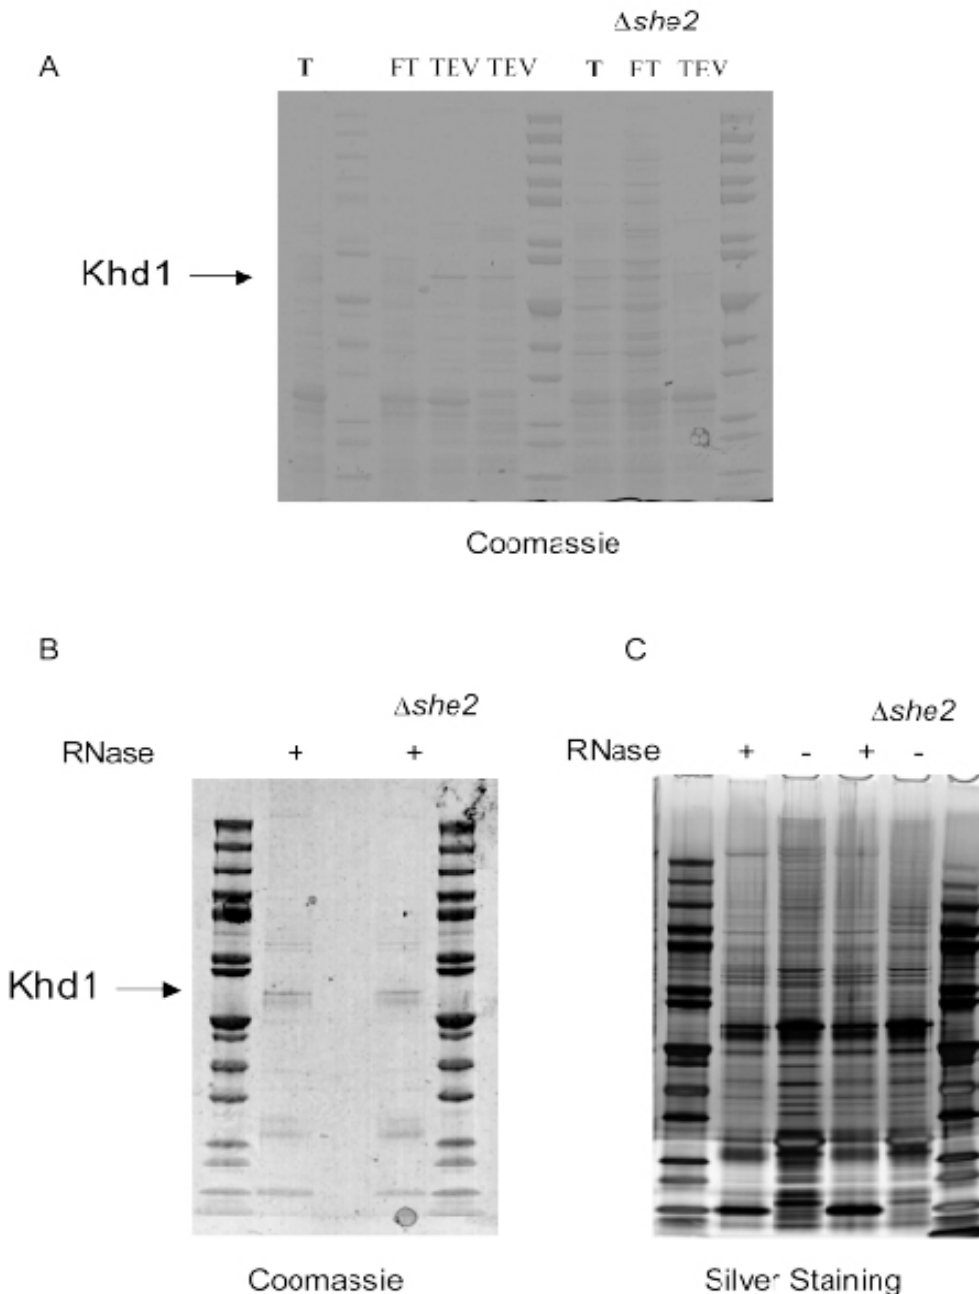 Δshe2
A
T FT TEV TEV T FT TEV
Khd1
Coomassie
B
C
Δshe2
Δshe2
RNase + +
RNase + - + -
Khd1
Coomassie
Silver Staining